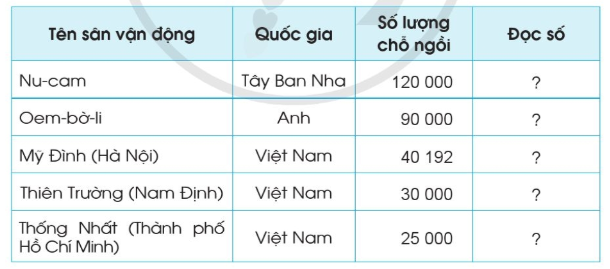 Tên sân vận động Quốc gia Số lượng chỗ ngồi Đọc số
Nu-cam Tây Ban Nha 120 000 ?
Oem-bờ-li Anh 90 000 ?
Mỹ Đình (Hà Nội) Việt Nam 40 192 ?
Thiên Trường (Nam Định) Việt Nam 30 000 ?
Thống Nhất (Thành phố
Hồ Chí Minh) Việt Nam 25 000 ?